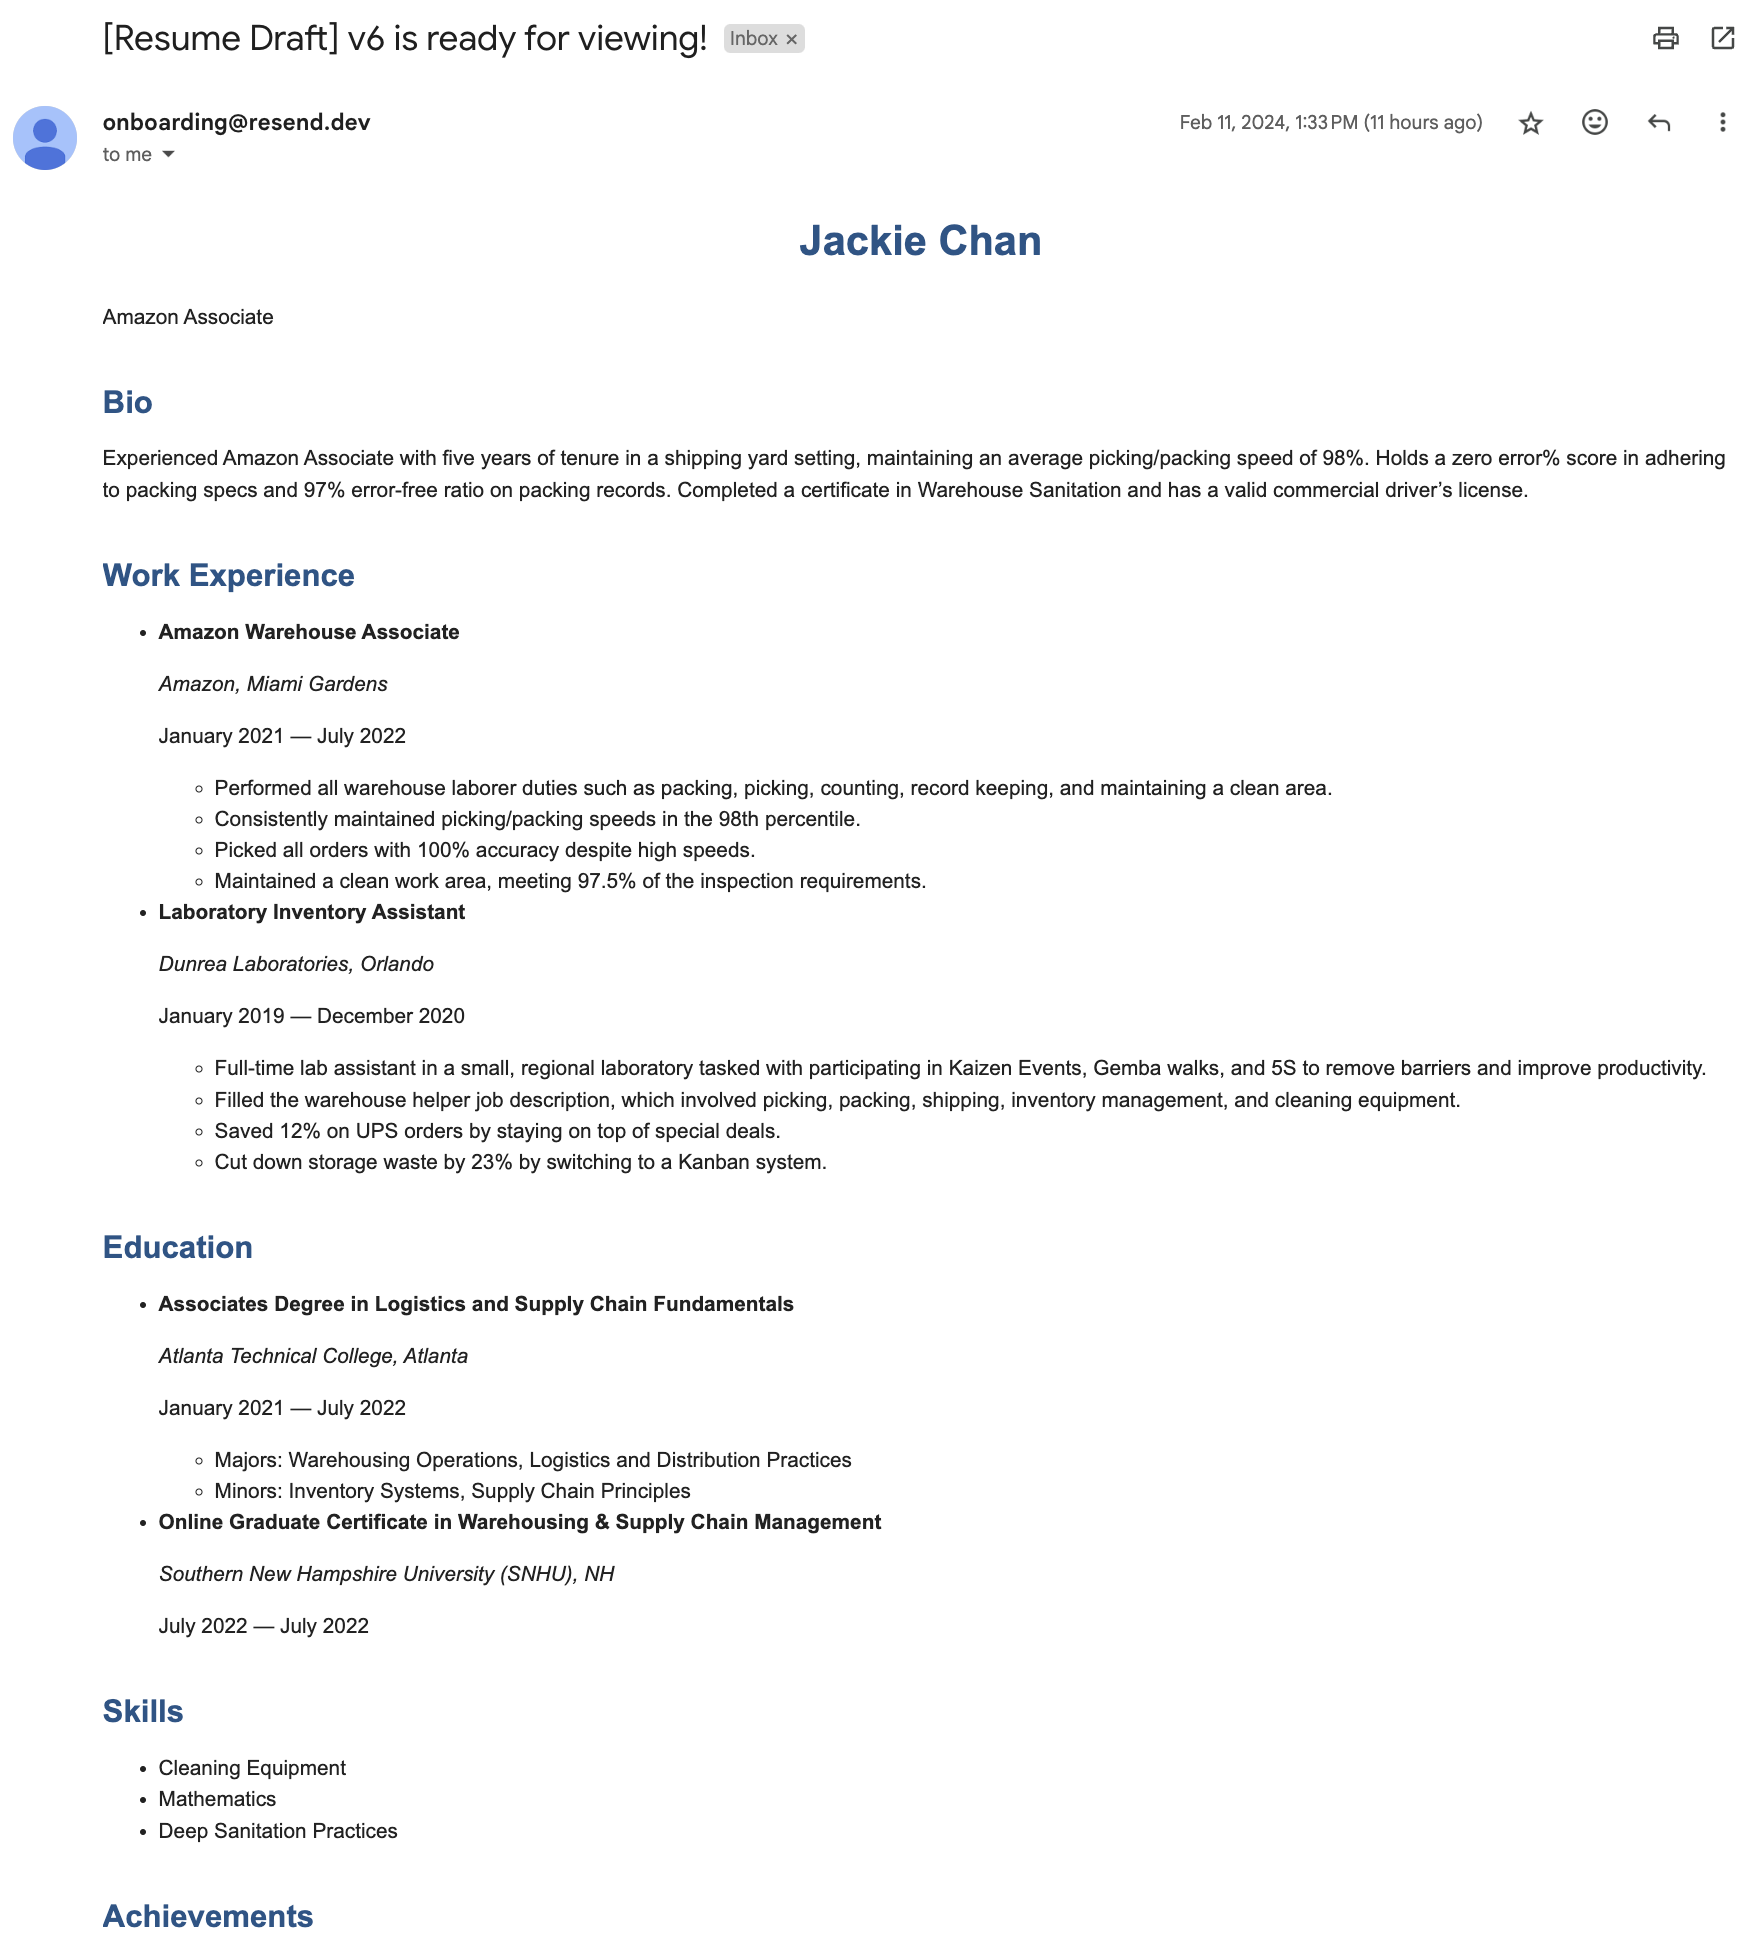 [Resume Draft] v6 is ready for viewing! Inbox ×
onboarding@resend.dev
Feb 11, 2024, 1:33 PM (11 hours ago)
to me
Jackie Chan
Amazon Associate
Bio
Experienced Amazon Associate with five years of tenure in a shipping yard setting, maintaining an average picking/packing speed of 98%. Holds a zero error% score in adhering
to packing specs and 97% error-free ratio on packing records. Completed a certificate in Warehouse Sanitation and has a valid commercial driver’s license.
Work Experience
• Amazon Warehouse Associate
Amazon, Miami Gardens
January 2021 — July 2022
◦ Performed all warehouse laborer duties such as packing, picking, counting, record keeping, and maintaining a clean area.
◦ Consistently maintained picking/packing speeds in the 98th percentile.
◦ Picked all orders with 100% accuracy despite high speeds.
◦ Maintained a clean work area, meeting 97.5% of the inspection requirements.
• Laboratory Inventory Assistant
Dunrea Laboratories, Orlando
January 2019 — December 2020
◦ Full-time lab assistant in a small, regional laboratory tasked with participating in Kaizen Events, Gemba walks, and 5S to remove barriers and improve productivity.
◦ Filled the warehouse helper job description, which involved picking, packing, shipping, inventory management, and cleaning equipment.
◦ Saved 12% on UPS orders by staying on top of special deals.
◦ Cut down storage waste by 23% by switching to a Kanban system.
Education
• Associates Degree in Logistics and Supply Chain Fundamentals
Atlanta Technical College, Atlanta
January 2021 — July 2022
◦ Majors: Warehousing Operations, Logistics and Distribution Practices
◦ Minors: Inventory Systems, Supply Chain Principles
• Online Graduate Certificate in Warehousing & Supply Chain Management
Southern New Hampshire University (SNHU), NH
July 2022 — July 2022
Skills
• Cleaning Equipment
• Mathematics
• Deep Sanitation Practices
Achievements